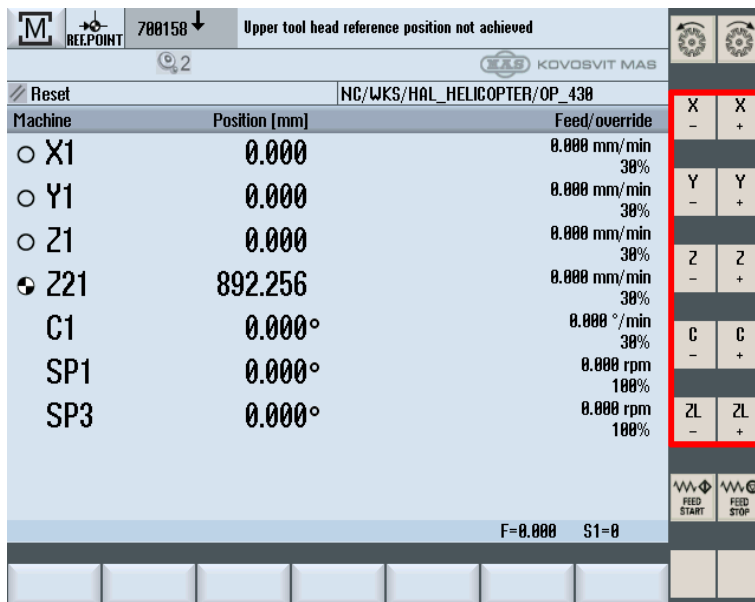 M REF.POINT 700158 Upper tool head reference position not achieved
2 MAS KOVOSVIT MAS
Reset NC/WKS/HAL_HELICOPTER/OP_430
Machine Position [mm] Feed/override
X1 0.000 0.000 mm/min
30%
Y1 0.000 0.000 mm/min
30%
Z1 0.000 0.000 mm/min
30%
Z21 892.256 0.000 mm/min
30%
C1 0.000° 0.000 °/min
30%
SP1 0.000° 0.000 rpm
100%
SP3 0.000° 0.000 rpm
100%
F=0.000 S1=0
X X
- +
Y Y
- +
Z Z
- +
C C
- +
ZL ZL
- +
FEED FEED
START STOP